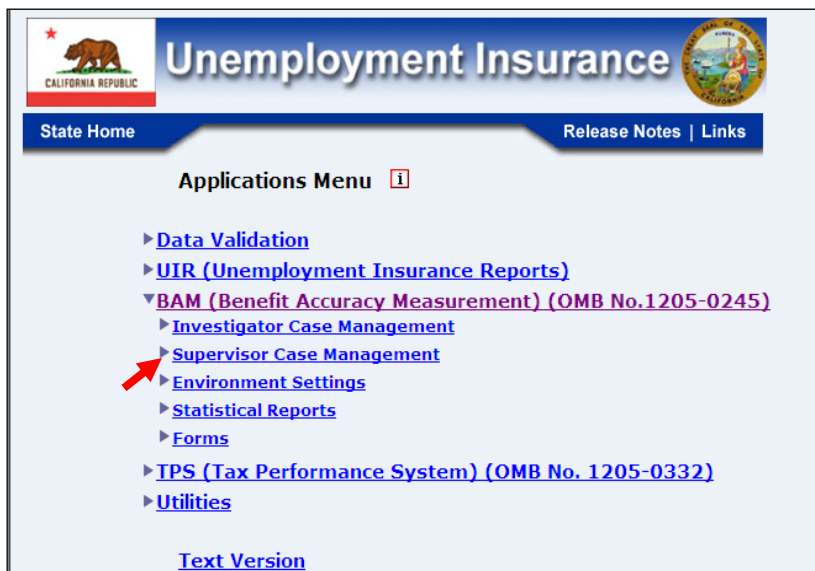 CALIFORNIA REPUBLIC
Unemployment Insurance
State Home
Release Notes | Links
Applications Menu i
Data Validation
UIR (Unemployment Insurance Reports)
BAM (Benefit Accuracy Measurement) (OMB No.1205-0245)
Investigator Case Management
Supervisor Case Management
Environment Settings
Statistical Reports
Forms
TPS (Tax Performance System) (OMB No. 1205-0332)
Utilities
Text Version